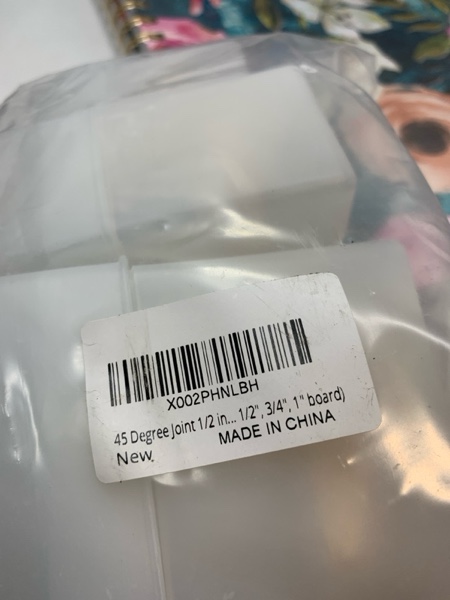 X002PHNLBH
45 Degree Joint 1/2 in... 1/2", 3/4", 1" board)
New
MADE IN CHINA